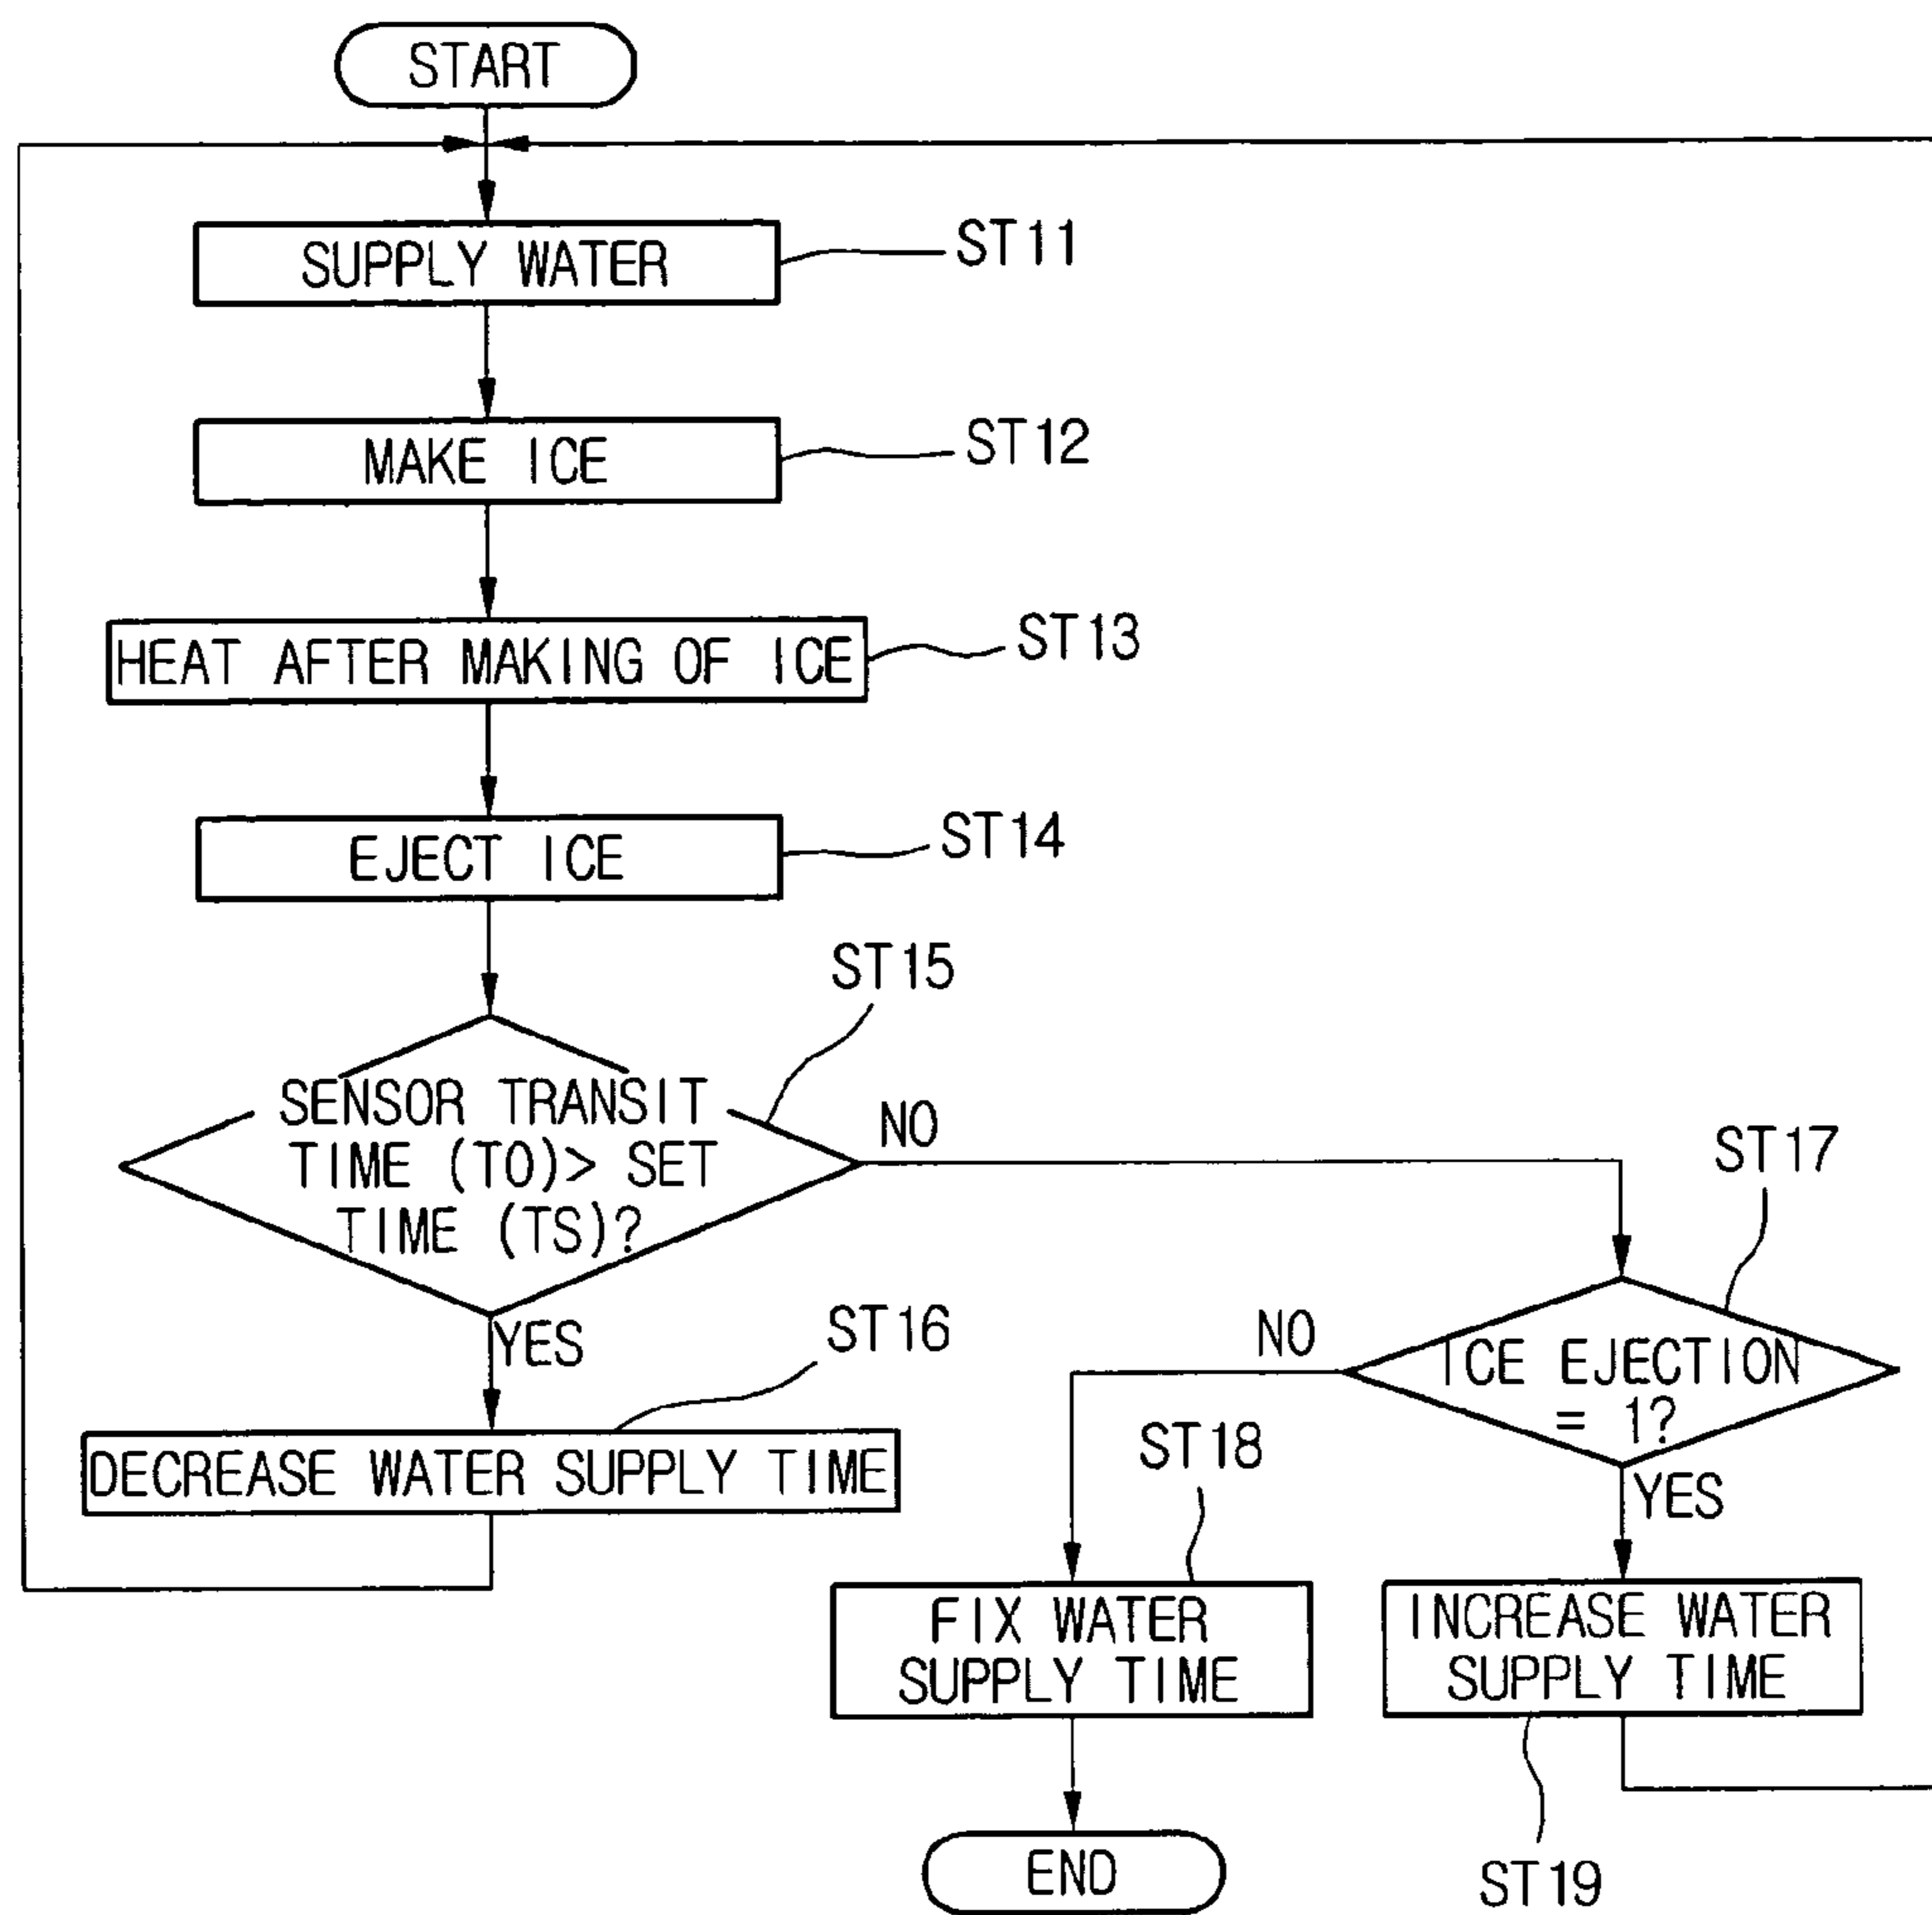 START
SUPPLY WATER
ST11
MAKE ICE
ST12
HEAT AFTER MAKING OF ICE
ST13
EJECT ICE
ST14
ST15
SENSOR TRANSIT
TIME (TO)> SET
TIME (TS)?
NO
YES
ST16
DECREASE WATER SUPPLY TIME
ST17
ICE EJECTION
= 1?
NO
YES
ST18
FIX WATER
SUPPLY TIME
INCREASE WATER
SUPPLY TIME
ST19
END